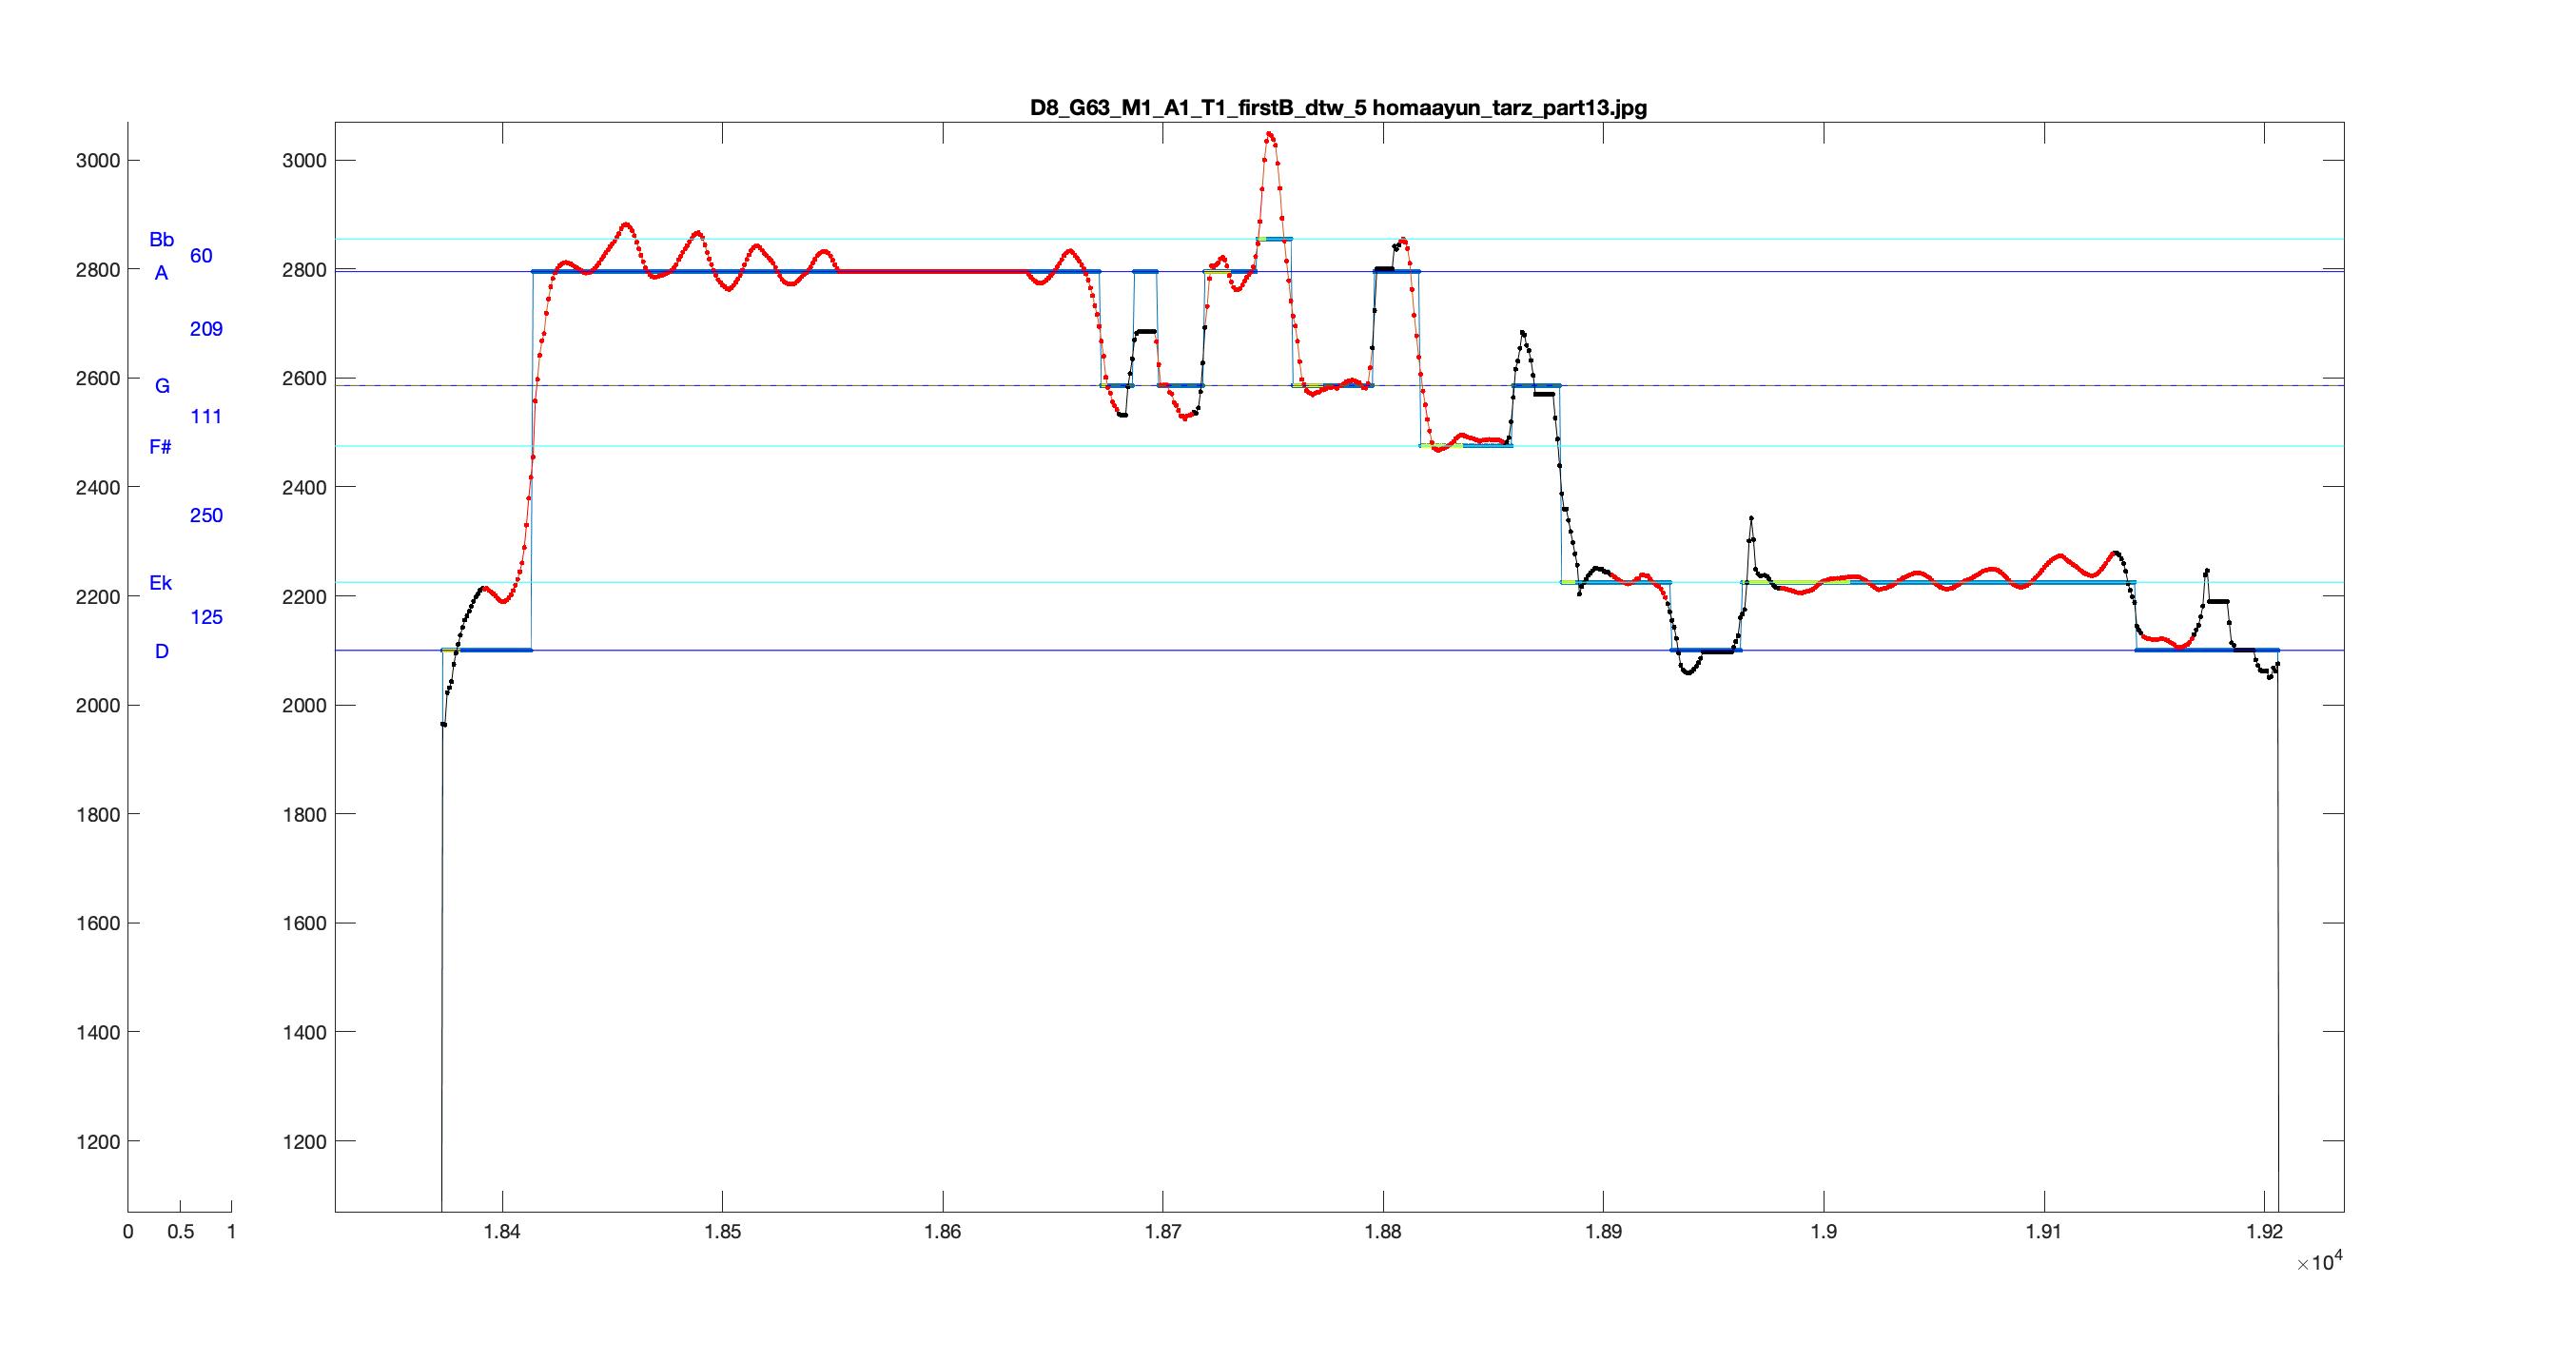 D8_G63_M1_A1_T1_firstB_dtw_5 homaayun_tarz_part13.jpg
3000 3000
Bb
60
2800 A 2800
209
2600 G 2600
111
F#
2400 2400
250
Ek
2200 2200
125
D
2000 2000
1800 1800
1600 1600
1400 1400
1200 1200
0 0.5 1 1.84 1.85 1.86 1.87 1.88 1.89 1.9 1.91 1.92
×10⁴